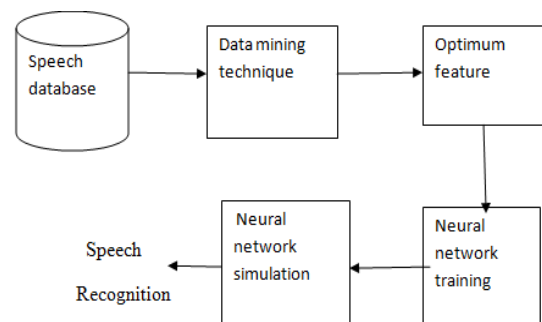 Speech
database
Data mining
technique
Optimum
feature
Neural
network
training
Neural
network
simulation
Speech
Recognition